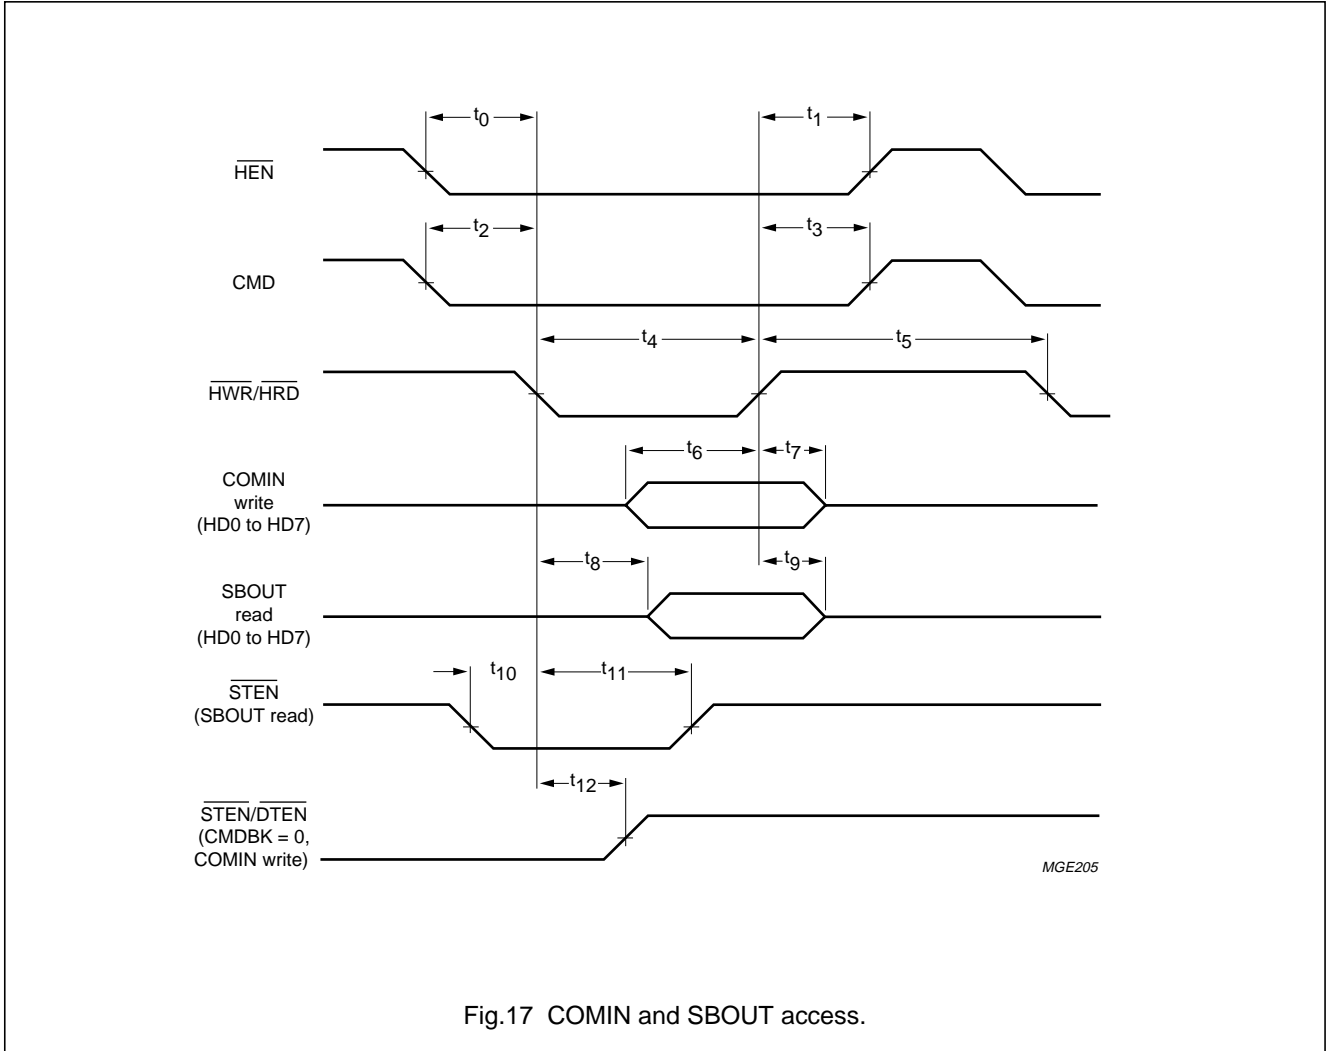 t0
t1
HEN
t2
t3
CMD
t4
t5
HWR/HRD
t6
t7
COMIN
write
(HD0 to HD7)
t8
t9
SBOUT
read
(HD0 to HD7)
t10
t11
STEN
(SBOUT read)
t12
STEN/DTEN
(CMDBK = 0,
COMIN write)
MGE205
Fig.17 COMIN and SBOUT access.